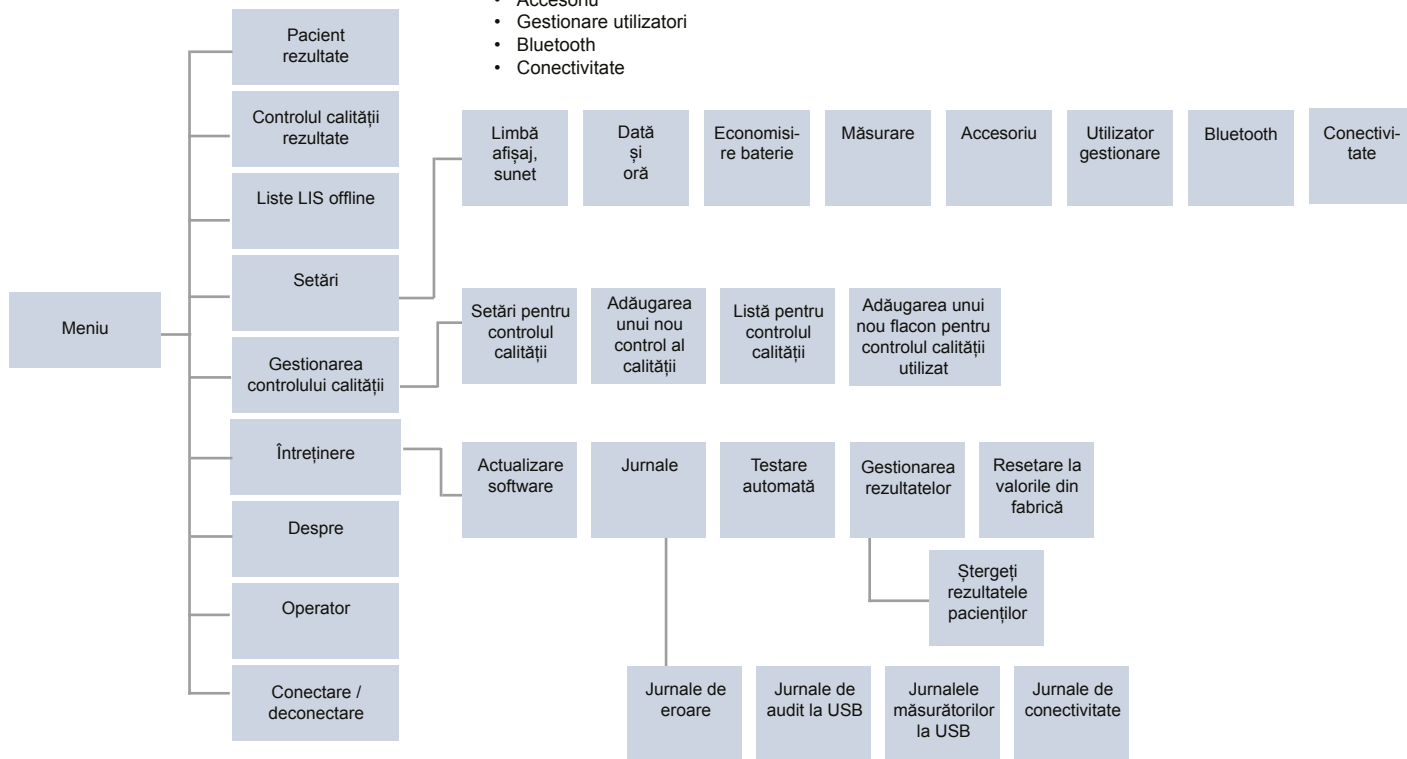 • Accesoriu
• Gestionare utilizatori
• Bluetooth
• Conectivitate
Pacient
rezultate
Controlul calității
rezultate
Liste LIS offline
Setări
Gestionarea
controlului calității
Întreținere
Despre
Operator
Conectare /
deconectare
Meniu
Limbă
afișaj,
sunet
Dată
și
oră
Economisi-
re baterie
Măsurare
Accesoriu
Utilizator
gestionare
Bluetooth
Conectivi-
tate
Setări pentru
controlul
calității
Adăugarea
unui nou
control al
calității
Listă pentru
controlul
calității
Adăugarea unui
nou flacon pentru
controlul calității
utilizat
Actualizare
software
Jurnale
Testare
automată
Gestionarea
rezultatelor
Resetare la
valorile din
fabrică
Ștergeți
rezultatele
pacienților
Jurnale de
eroare
Jurnale de
audit la USB
Jurnalele
măsurătorilor
la USB
Jurnale de
conectivitate